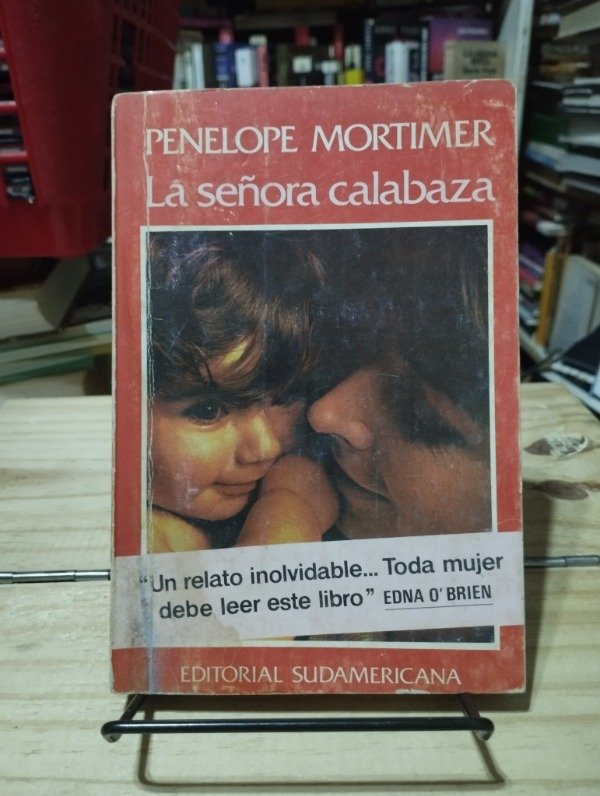 PENELOPE MORTIMER
La señora calabaza
“Un relato inolvidable... Toda mujer
debe leer este libro” EDNA O’BRIEN
EDITORIAL SUDAMERICANA